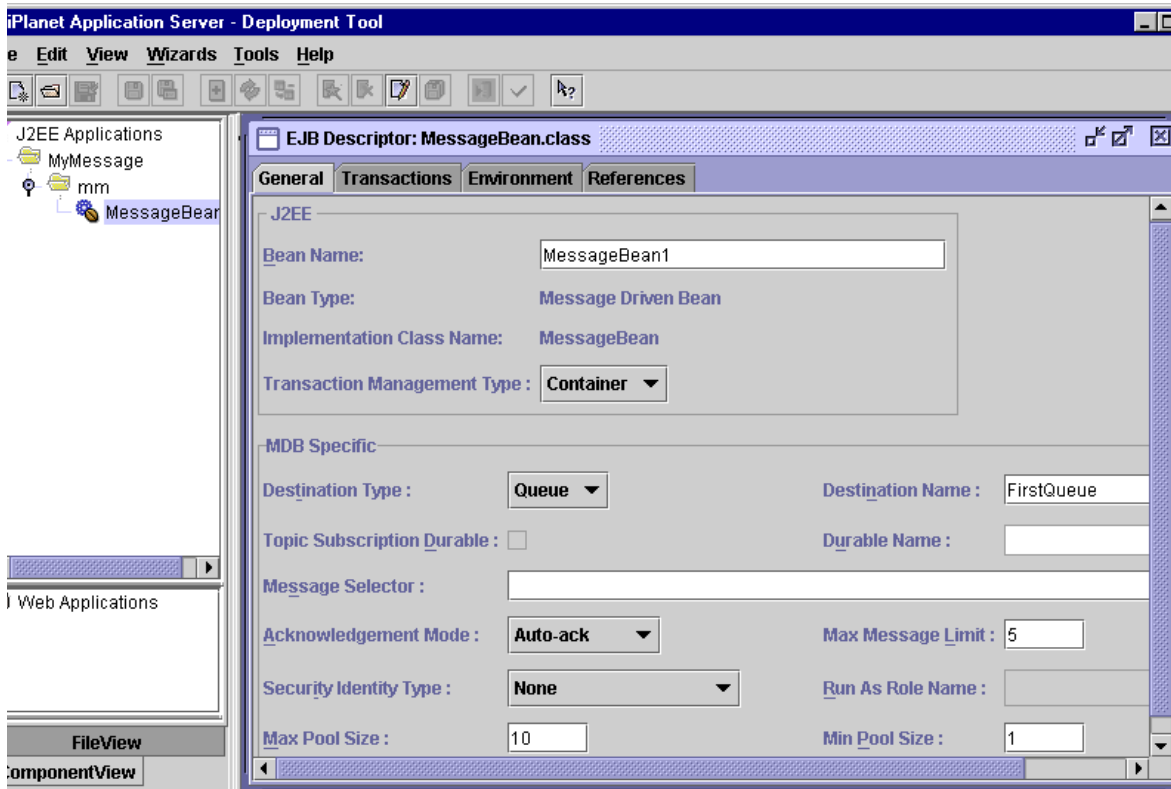 iPlanet Application Server - Deployment Tool
e Edit View Wizards Tools Help
J2EE Applications
MyMessage
mm
MessageBear
Web Applications
FileView
ComponentView
EJB Descriptor: MessageBean.class
General Transactions Environment References
J2EE
Bean Name: MessageBean1
Bean Type: Message Driven Bean
Implementation Class Name: MessageBean
Transaction Management Type : Container
MDB Specific
Destination Type : Queue Destination Name : FirstQueue
Topic Subscription Durable : Durable Name :
Message Selector :
Acknowledgement Mode : Auto-ack Max Message Limit : 5
Security Identity Type : None Run As Role Name :
Max Pool Size : 10 Min Pool Size : 1